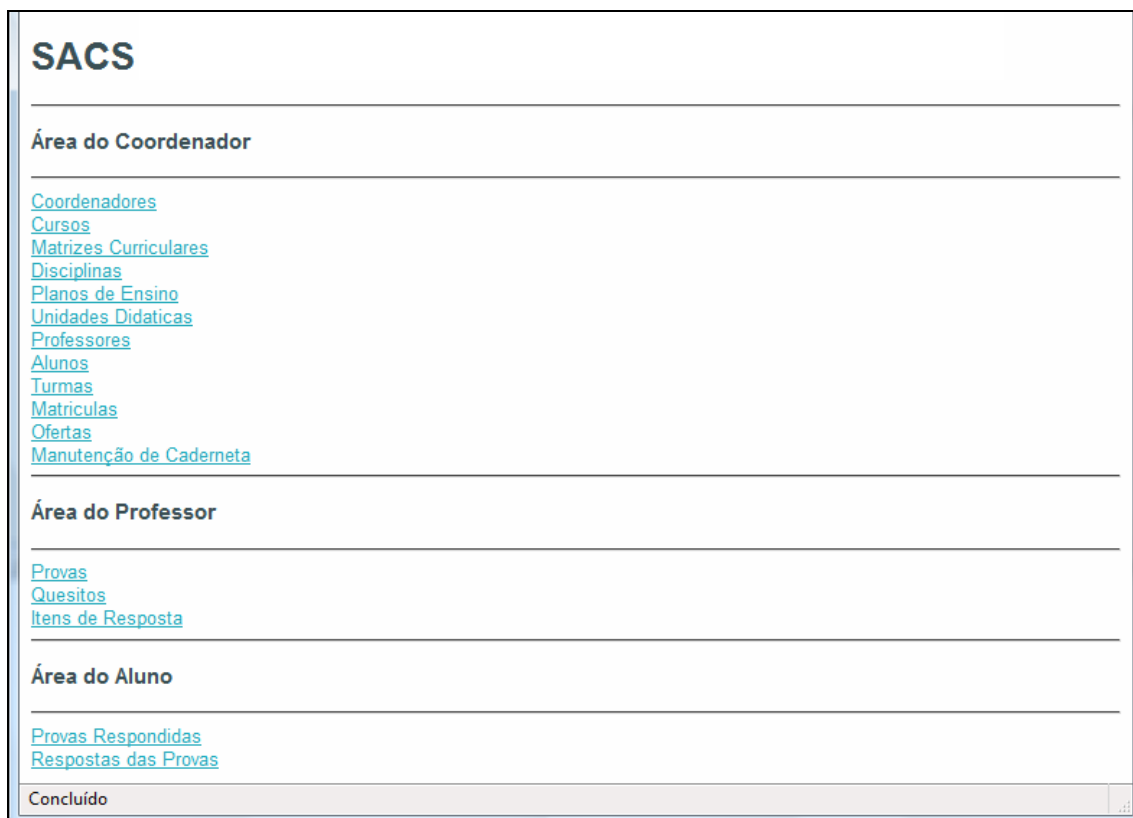 SACS
Área do Coordenador
Coordenadores
Cursos
Matrizes Curriculares
Disciplinas
Planos de Ensino
Unidades Didaticas
Professores
Alunos
Turmas
Matriculas
Ofertas
Manutenção de Caderneta
Área do Professor
Provas
Quesitos
Itens de Resposta
Área do Aluno
Provas Respondidas
Respostas das Provas
Concluído